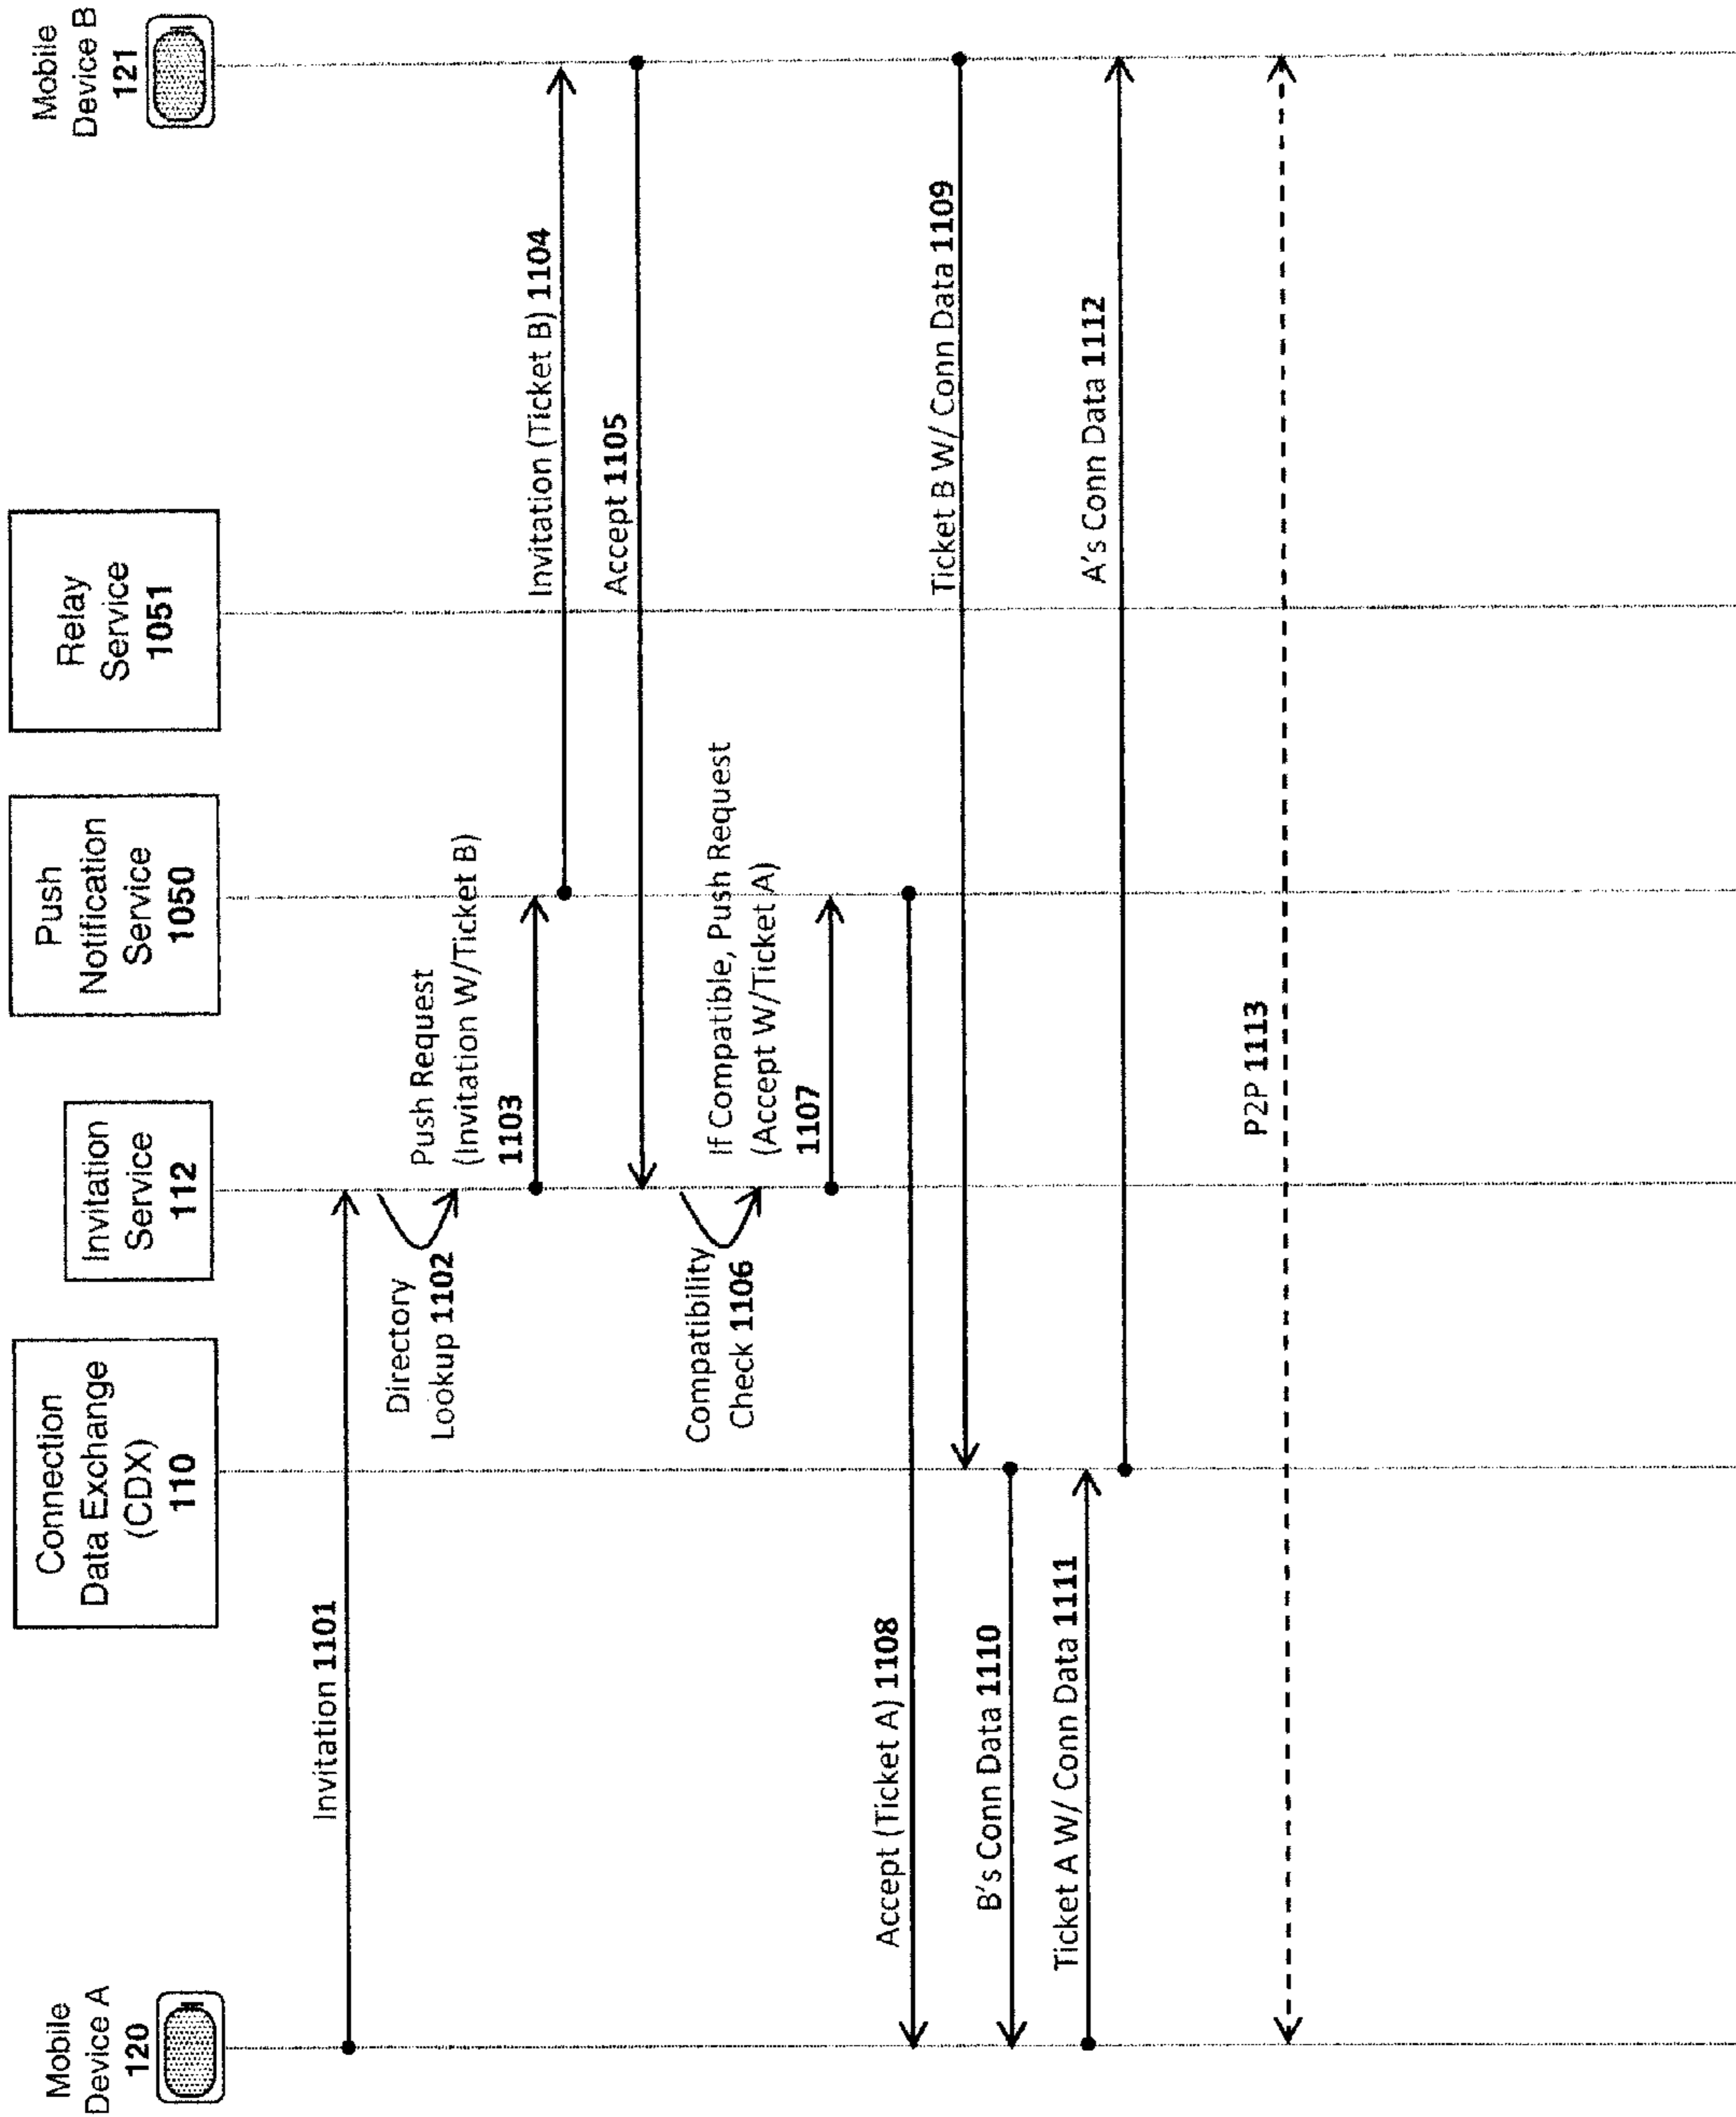 Mobile
Device A
120
Connection
Data Exchange
(CDX)
110
Invitation
Service
112
Push
Notification
Service
1050
Relay
Service
1051
Mobile
Device B
121
Invitation 1101
Directory
Lookup 1102
Push Request
(Invitation W/Ticket B)
1103
Invitation (Ticket B) 1104
Accept 1105
Compatibility
Check 1106
If Compatible, Push Request
(Accept W/Ticket A)
1107
Accept (Ticket A) 1108
Ticket B W/ Conn Data 1109
B's Conn Data 1110
Ticket A W/ Conn Data 1111
A's Conn Data 1112
P2P 1113